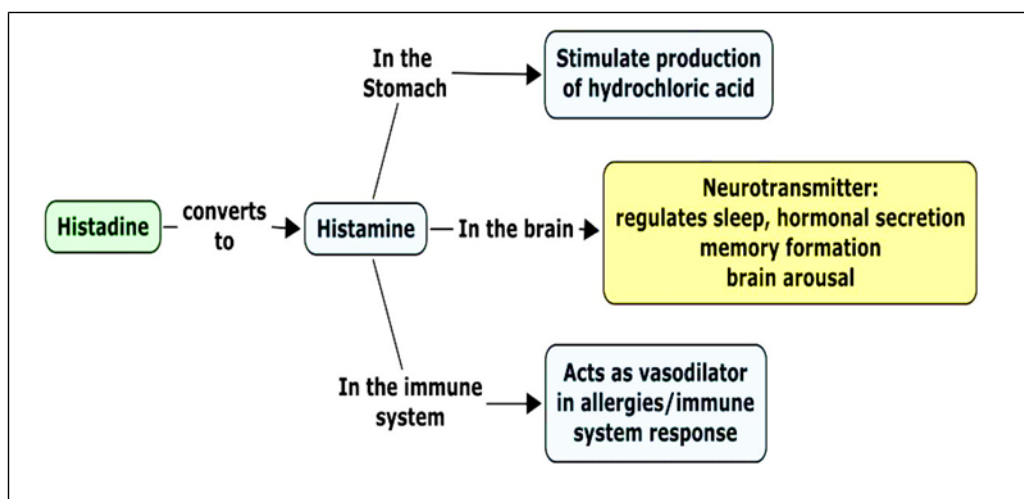 In the
Stomach
Stimulate production
of hydrochloric acid
Histadine
converts
to
Histamine
In the brain
Neurotransmitter:
regulates sleep, hormonal secretion
memory formation
brain arousal
In the immune
system
Acts as vasodilator
in allergies/immune
system response